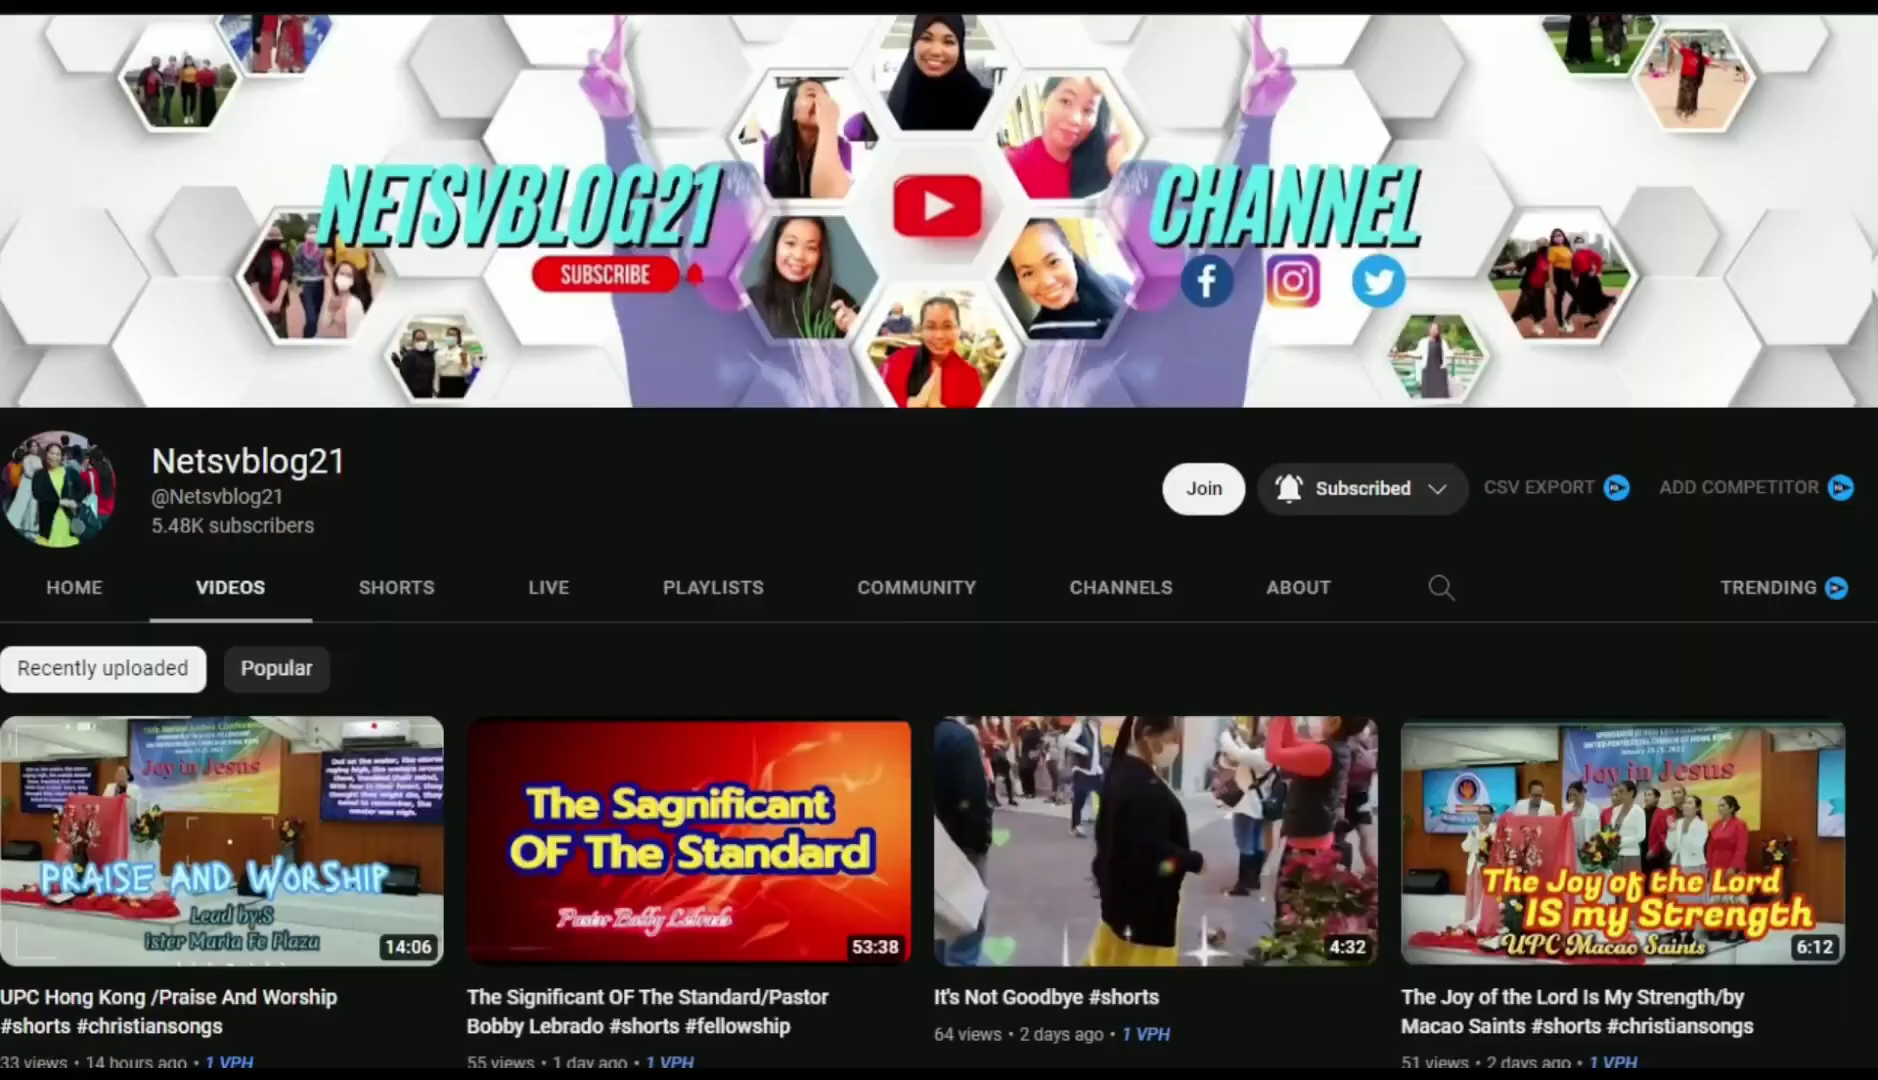 NETSVBLOG21
CHANNEL
SUBSCRIBE
Netsvblog21
@Netsvblog21
5.48K subscribers
Join
Subscribed
CSV EXPORT
ADD COMPETITOR
HOME
VIDEOS
SHORTS
LIVE
PLAYLISTS
COMMUNITY
CHANNELS
ABOUT
TRENDING
Recently uploaded
Popular
Joy in Jesus
PRAISE AND WORSHIP
Lead by:S
ister Maria Fe Plaza
14:06
The Sagnificant
OF The Standard
Pastor Bobby Lebrado
53:38
4:32
Joy in Jesus
The Joy of the Lord
IS my Strength
UPC Macao Saints
6:12
UPC Hong Kong /Praise And Worship
#shorts #christiansongs
33 views • 14 hours ago • 1 VPH
The Significant OF The Standard/Pastor
Bobby Lebrado #shorts #fellowship
55 views • 1 day ago • 1 VPH
It's Not Goodbye #shorts
64 views • 2 days ago • 1 VPH
The Joy of the Lord Is My Strength/by
Macao Saints #shorts #christiansongs
51 views • 2 days ago • 1 VPH